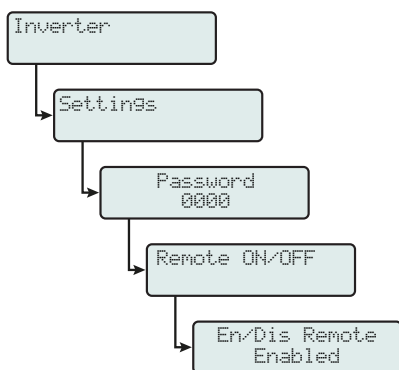 Inverter
Settings
Password
0000
Remote ON/OFF
En/Dis Remote
Enabled